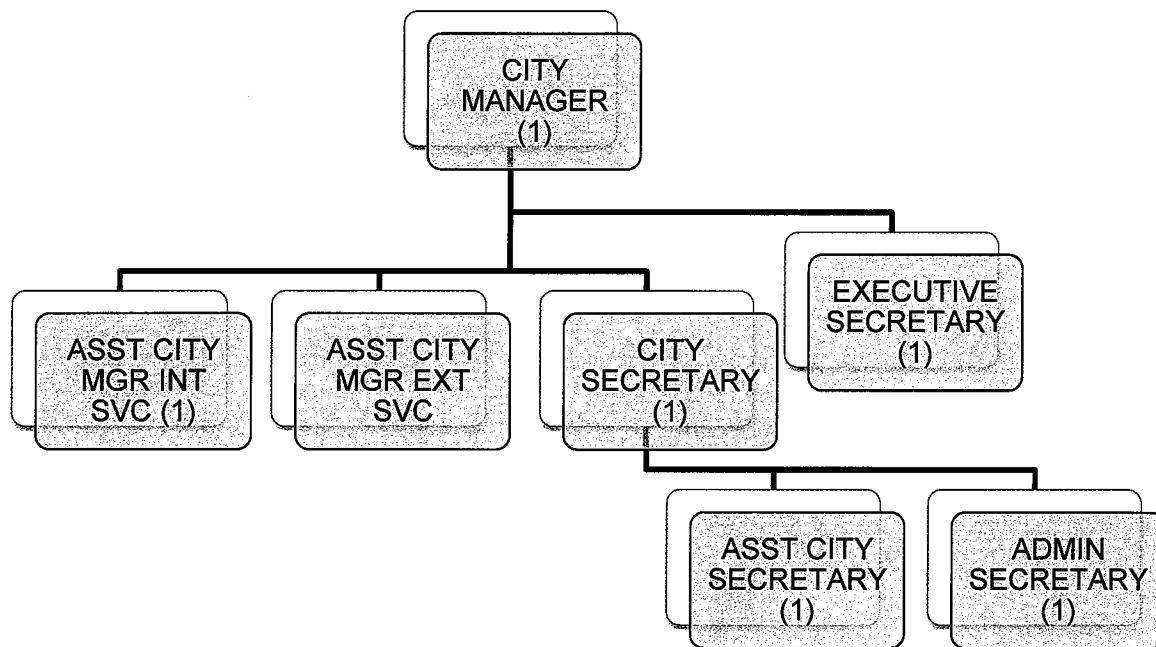 CITY
MANAGER
(1)
EXECUTIVE
SECRETARY
(1)
ASST CITY
MGR INT
SVC (1)
ASST CITY
MGR EXT
SVC
CITY
SECRETARY
(1)
ASST CITY
SECRETARY
(1)
ADMIN
SECRETARY
(1)